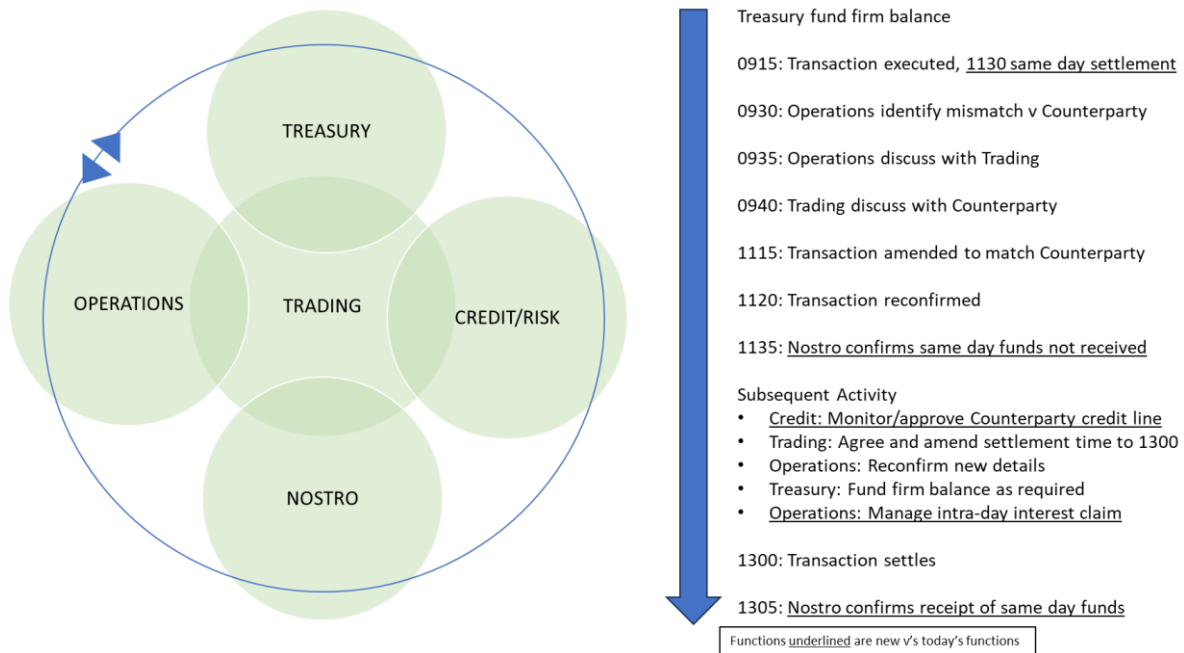 TREASURY
OPERATIONS
TRADING
CREDIT/RISK
NOSTRO
Treasury fund firm balance
0915: Transaction executed, 1130 same day settlement
0930: Operations identify mismatch v Counterparty
0935: Operations discuss with Trading
0940: Trading discuss with Counterparty
1115: Transaction amended to match Counterparty
1120: Transaction reconfirmed
1135: Nostro confirms same day funds not received
Subsequent Activity
• Credit: Monitor/approve Counterparty credit line
• Trading: Agree and amend settlement time to 1300
• Operations: Reconfirm new details
• Treasury: Fund firm balance as required
• Operations: Manage intra-day interest claim
1300: Transaction settles
1305: Nostro confirms receipt of same day funds
Functions underlined are new v's today's functions